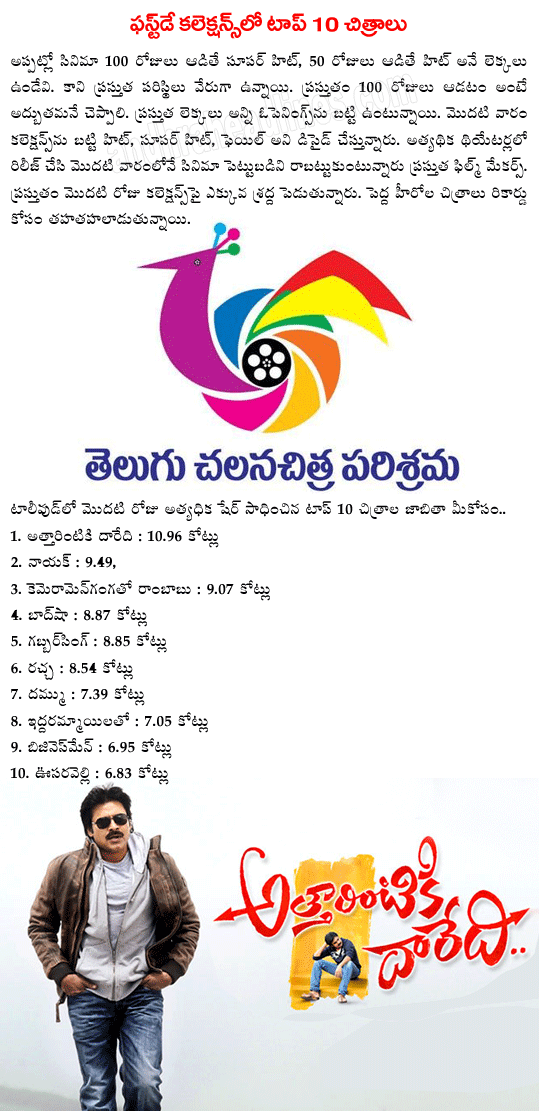 ఫస్ట్‌డే కలెక్షన్స్‌లో టాప్ 10 చిత్రాలు
అప్పట్లో సినిమా 100 రోజులు ఆడితే సూపర్ హిట్, 50 రోజులు ఆడితే హిట్ అనే లెక్కలు
ఉండేవి. కాని ప్రస్తుత పరిస్థిలు వేరుగా ఉన్నాయి. ప్రస్తుతం 100 రోజులు ఆడటం అంటే
అద్భుతమనే చెప్పాలి. ప్రస్తుత లెక్కలు అన్ని ఓపెనింగ్స్‌ను బట్టి ఉంటున్నాయి. మొదటి వారం
కలెక్షన్స్‌ను బట్టి హిట్, సూపర్ హిట్, ఫెయిల్ అని డిసైడ్ చేస్తున్నారు. అత్యథిక థియేటర్లలో
రిలీజ్ చేసి మొదటి వారంలోనే సినిమా పెట్టుబడిని రాబట్టుకుంటున్నారు ప్రస్తుత ఫిల్మ్ మేకర్స్.
ప్రస్తుతం మొదటి రోజు కలెక్షన్స్‌పై ఎక్కువ శ్రద్ధ పెడుతున్నారు. పెద్ద హీరోల చిత్రాలు రికార్డు
కోసం తహతహలాడుతున్నాయి.
తెలుగు చలనచిత్ర పరిశ్రమ
టాలీవుడ్‌లో మొదటి రోజు అత్యధిక షేర్ సాధించిన టాప్ 10 చిత్రాల జాబితా మీకోసం..
1. అత్తారింటికి దారేది : 10.96 కోట్లు
2. నాయక్ : 9.49,
3. కెమెరామెన్‌గంగతో రాంబాబు : 9.07 కోట్లు
4. బాద్‌షా : 8.87 కోట్లు
5. గబ్బర్‌సింగ్ : 8.85 కోట్లు
6. రచ్చ : 8.54 కోట్లు
7. దమ్ము : 7.39 కోట్లు
8. ఇద్దరమ్మాయిలతో : 7.05 కోట్లు
9. బిజినెస్‌మేన్ : 6.95 కోట్లు
10. ఊసరవెల్లి : 6.83 కోట్లు
అత్తారింటికి
దారేది..